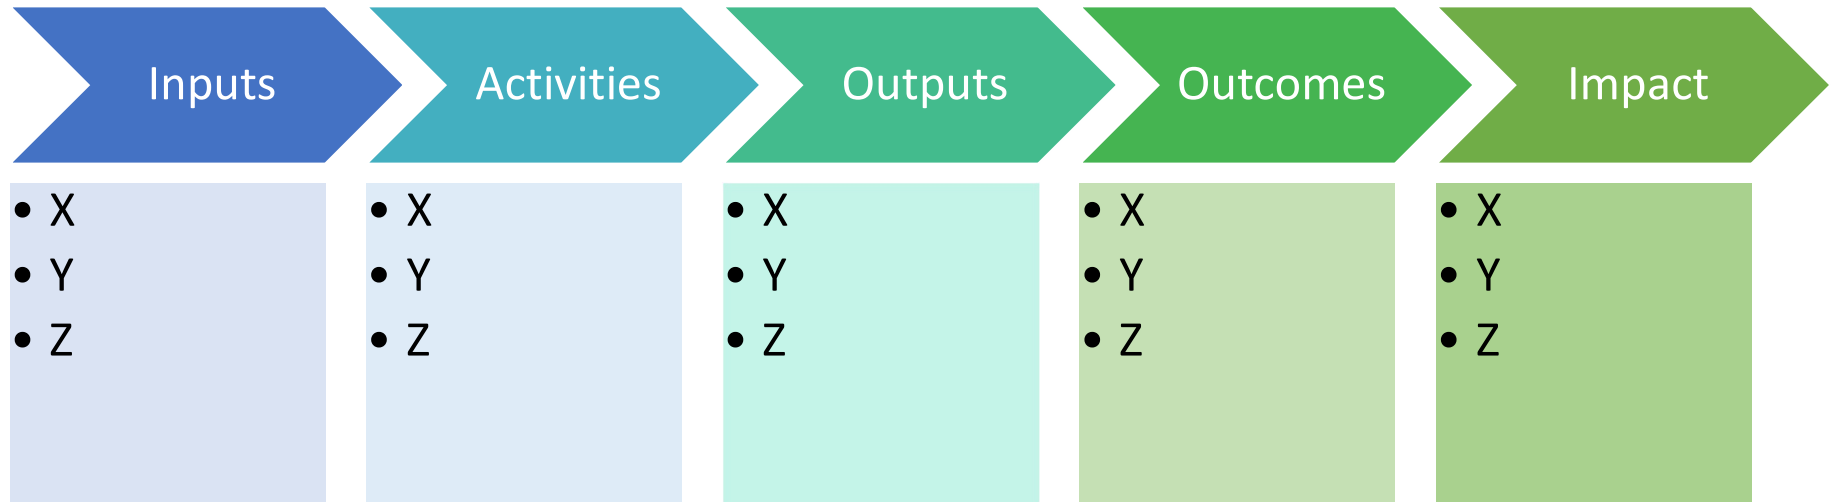 Inputs
Activities
Outputs
Outcomes
Impact
• X
• Y
• Z
• X
• Y
• Z
• X
• Y
• Z
• X
• Y
• Z
• X
• Y
• Z